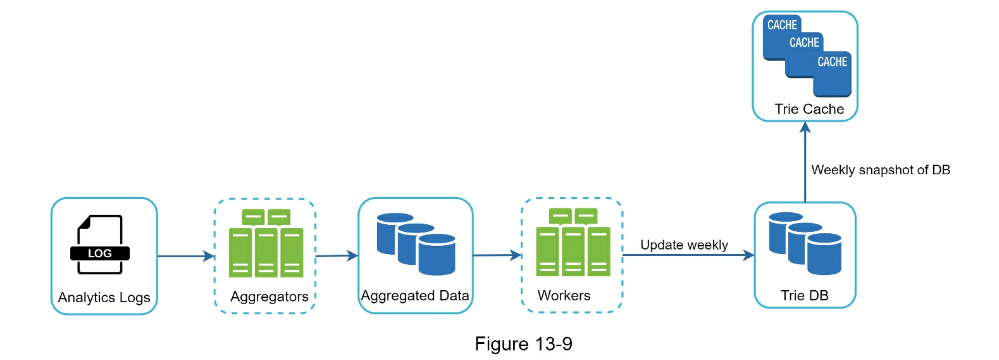 CACHE
CACHE
CACHE
Trie Cache
Weekly snapshot of DB
LOG
Analytics Logs
Aggregators
Aggregated Data
Workers
Update weekly
Trie DB
Figure 13-9